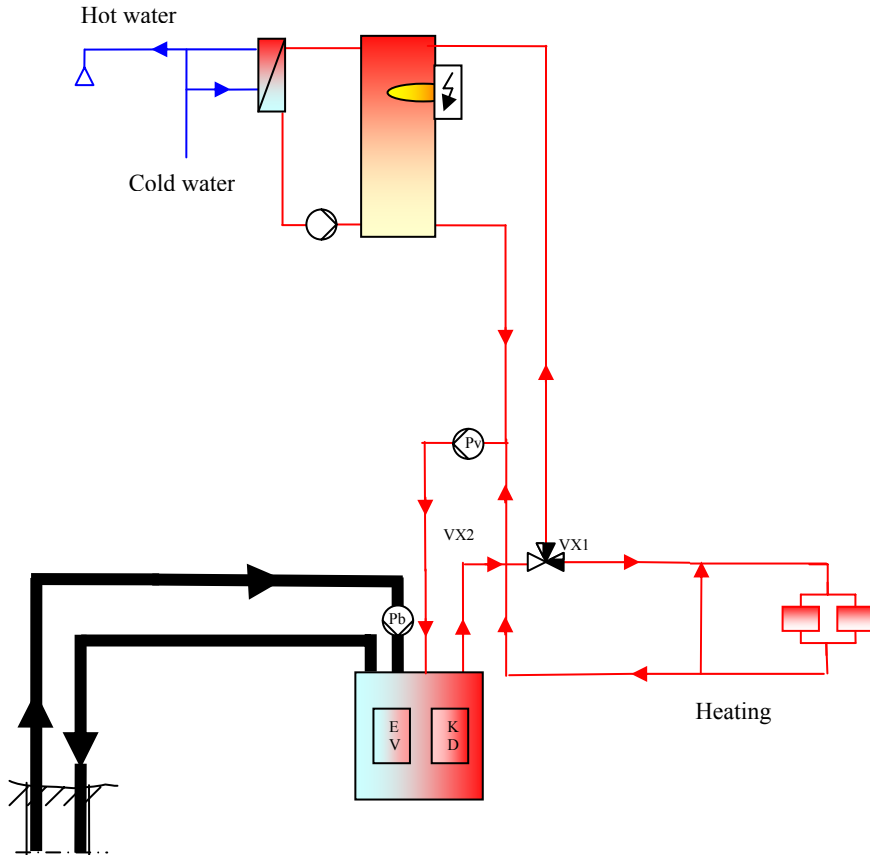 Hot water
Cold water
Pv
VX2
VX1
Pb
E
V
K
D
Heating